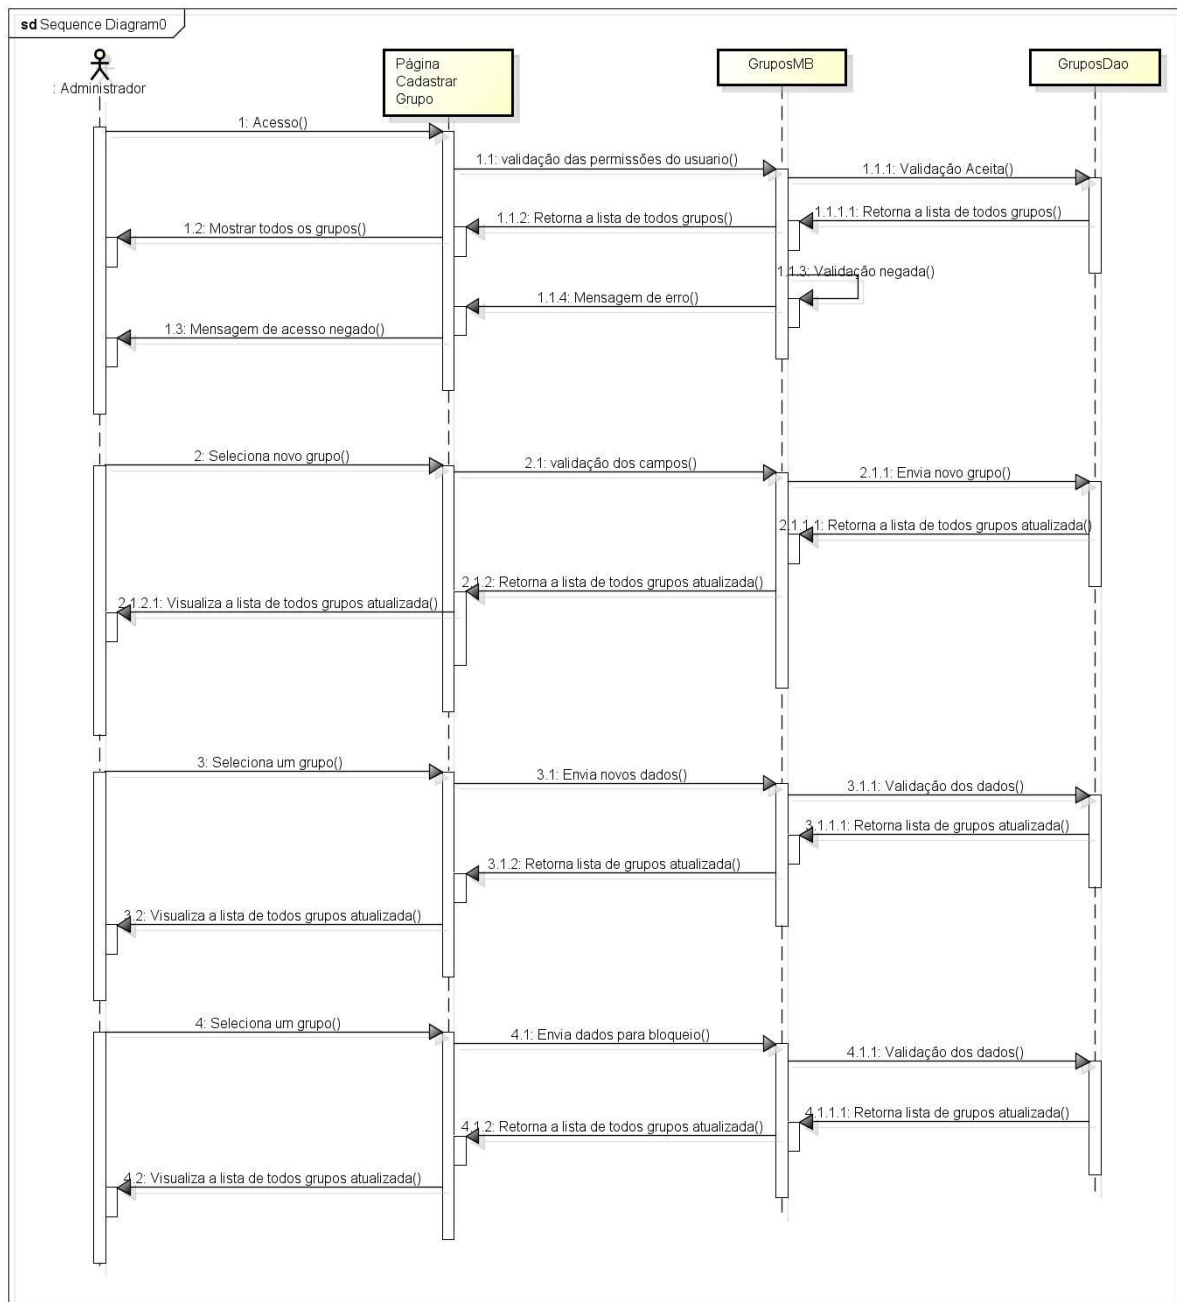 sd Sequence Diagram0
: Administrador
Página
Cadastrar
Grupo
GruposMB
GruposDao
1: Acesso()
1.1: validação das permissões do usuario()
1.1.1: Validação Aceita()
1.1.1.1: Retorna a lista de todos grupos()
1.1.2: Retorna a lista de todos grupos()
1.2: Mostrar todos os grupos()
1.1.3: Validação negada()
1.1.4: Mensagem de erro()
1.3: Mensagem de acesso negado()
2: Seleciona novo grupo()
2.1: validação dos campos()
2.1.1: Envia novo grupo()
2.1.1.1: Retorna a lista de todos grupos atualizada()
2.1.2: Retorna a lista de todos grupos atualizada()
2.1.2.1: Visualiza a lista de todos grupos atualizada()
3: Seleciona um grupo()
3.1: Envia novos dados()
3.1.1: Validação dos dados()
3.1.1.1: Retorna lista de grupos atualizada()
3.1.2: Retorna lista de grupos atualizada()
3.2: Visualiza a lista de todos grupos atualizada()
4: Seleciona um grupo()
4.1: Envia dados para bloqueio()
4.1.1: Validação dos dados()
4.1.1.1: Retorna lista de grupos atualizada()
4.1.2: Retorna a lista de todos grupos atualizada()
4.2: Visualiza a lista de todos grupos atualizada()